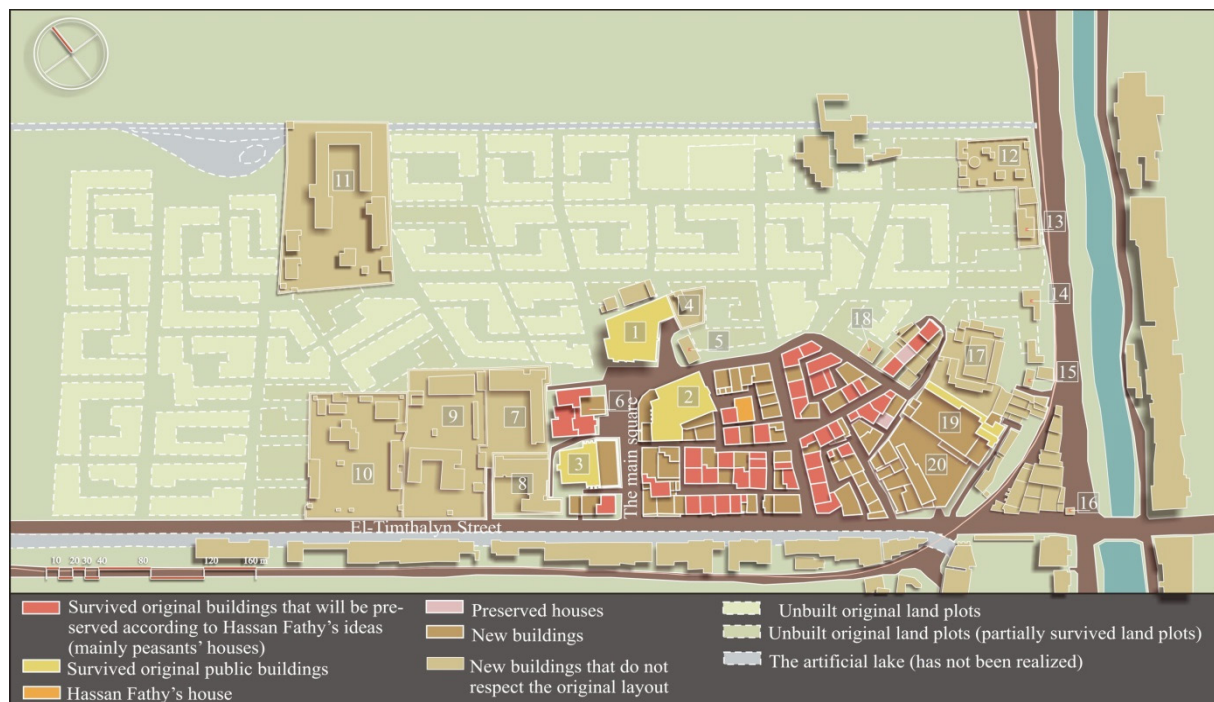 11
12
13
14
1
4
5
18
17
15
6
2
9
7
3
19
10
8
20
16
The main square
El-Timthalyn Street
10 20 30 40 80 120 160 m
Survived original buildings that will be pre-
served according to Hassan Fathy's ideas
(mainly peasants' houses)
Survived original public buildings
Hassan Fathy's house
Preserved houses
New buildings
New buildings that do not
respect the original layout
Unbuilt original land plots
Unbuilt original land plots (partially survived land plots)
The artificial lake (has not been realized)